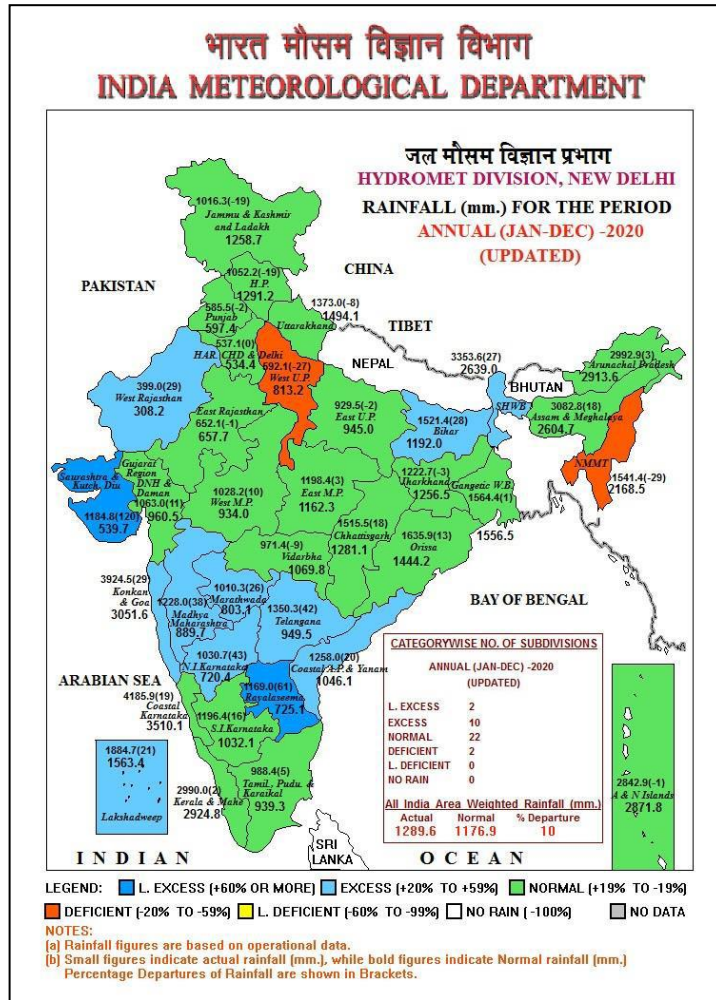 भारत मौसम विज्ञान विभाग
INDIA METEOROLOGICAL DEPARTMENT
जल मौसम विज्ञान प्रभाग
HYDROMET DIVISION, NEW DELHI
RAINFALL (mm.) FOR THE PERIOD
ANNUAL (JAN-DEC) -2020
(UPDATED)
1016.3(-19)
Jammu & Kashmir
and Ladakh
1258.7
1052.2(-19)
H.P.
1291.2
CHINA
PAKISTAN
585.5(-2)
Punjab
597.4
1373.0(-8)
1494.1
Uttarakhand
TIBET
537.1(0)
HAR. CHD & Delhi
534.4
592.1(-27)
West U.P.
813.2
NEPAL
3353.6(27)
2639.0
SHWB
BHUTAN
2992.9(3)
Arunachal Pradesh
2913.6
399.0(29)
West Rajasthan
308.2
East Rajasthan
652.1(-1)
657.7
929.5(-2)
East U.P.
945.0
1521.4(28)
Bihar
1192.0
3082.8(18)
Assam & Meghalaya
2604.7
NMMT
1541.4(-29)
2168.5
Saurashtra &
Kutch, Diu
1184.8(120)
539.7
Gujarat
Region
DNH &
Daman
1063.0(11)
960.5
1028.2(10)
West M.P.
934.0
1198.4(3)
East M.P.
1162.3
1222.7(-3)
Jharkhand
1256.5
Gangetic W.B.
1564.4(1)
1556.5
1515.5(18)
Chhattisgarh
1281.1
1635.9(13)
Orissa
1444.2
971.4(-9)
Vidarbha
1069.8
3924.5(29)
Konkan
& Goa
3051.6
1228.0(38)
Madhya
Maharashtra
889.7
1010.3(26)
Marathwada
803.1
1350.3(42)
Telangana
949.5
BAY OF BENGAL
1030.7(43)
N.I.Karnataka
720.4
1258.0(20)
Coastal A.P. & Yanam
1046.1
1169.0(61)
Rayalaseema
725.1
ARABIAN SEA
4185.9(19)
Coastal
Karnataka
3510.1
1196.4(16)
S.I.Karnataka
1032.1
1884.7(21)
1563.4
Lakshadweep
2990.0(2)
Kerala & Mahe
2924.8
988.4(5)
Tamil, Pudu. &
Karaikal
939.3
CATEGORYWISE NO. OF SUBDIVISIONS
ANNUAL (JAN-DEC) -2020
(UPDATED)
L. EXCESS 2
EXCESS 10
NORMAL 22
DEFICIENT 2
L. DEFICIENT 0
NO RAIN 0
All India Area Weighted Rainfall (mm.)
Actual Normal % Departure
1289.6 1176.9 10
2842.9(-1)
A & N Islands
2871.8
SRI
LANKA
INDIAN OCEAN
LEGEND: L. EXCESS (+60% OR MORE) EXCESS (+20% TO +59%) NORMAL (+19% TO -19%)
DEFICIENT (-20% TO -59%) L. DEFICIENT (-60% TO -99%) NO RAIN (-100%) NO DATA
NOTES:
(a) Rainfall figures are based on operational data.
(b) Small figures indicate actual rainfall (mm.), while bold figures indicate Normal rainfall (mm.)
Percentage Departures of Rainfall are shown in Brackets.